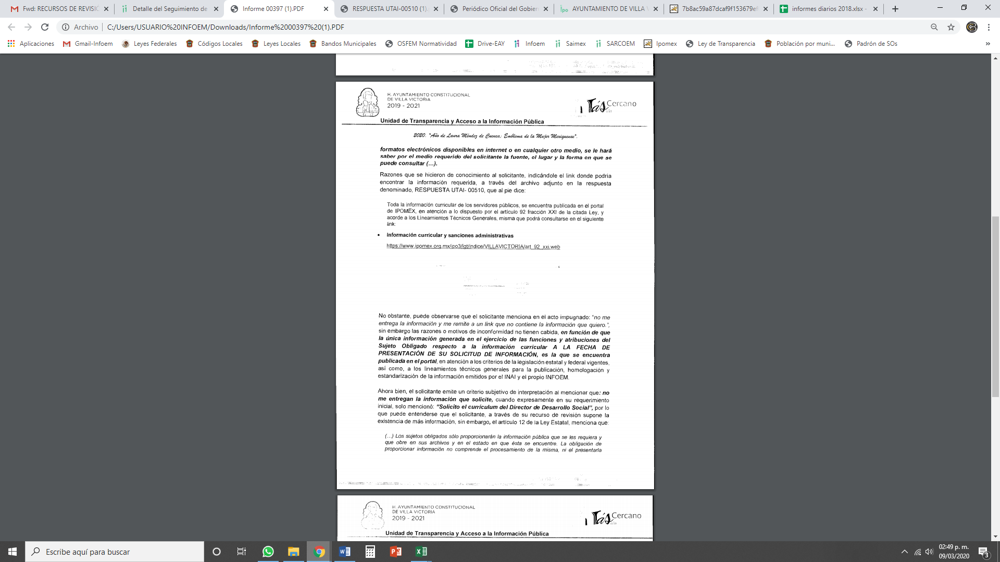 Fwd: RECURSOS DE REVISIÓ
Detalle del Seguimiento de
Informe 00397 (1).PDF
RESPUESTA UTAI-00510 (1).
Periódico Oficial del Gobier
AYUNTAMIENTO DE VILLA V
7b8ac59a87dcaf9f153679ef
informes diarios 2018.xlsx -
Archivo
C:/Users/USUARIO%20INFOEM/Downloads/Informe%2000397%20(1).PDF
Aplicaciones
Gmail-Infoem
Leyes Federales
Códigos Locales
Leyes Locales
Bandos Municipales
OSFEM Normatividad
Drive-EAY
Infoem
Saimex
SARCOEM
Ipomex
Ley de Transparencia
Población por muni...
Padrón de SOs
»
H. AYUNTAMIENTO CONSTITUCIONAL
DE VILLA VICTORIA
2019 - 2021
Más Cercano
a la
Unidad de Transparencia y Acceso a la Información Pública
2020. "Año de Laura Méndez de Cuenca; Emblema de la Mujer Mexiquense".
formatos electrónicos disponibles en internet o en cualquier otro medio, se le hará
saber por el medio requerido del solicitante la fuente, el lugar y la forma en que se
puede consultar (...).
Razones que se hicieron de conocimiento al solicitante, indicándole el link donde podría
encontrar la información requerida, a través del archivo adjunto en la respuesta
denominado, RESPUESTA UTAI- 00510, que al pie dice:
Toda la información curricular de los servidores públicos, se encuentra publicada en el portal
de IPOMEX, en atención a lo dispuesto por el artículo 92 fracción XXI de la citada Ley, y
acorde a los Lineamientos Técnicos Generales, misma que podrá consultarse en el siguiente
link:
• Información curricular y sanciones administrativas
https://www.ipomex.org.mx/ipo3/lgt/indice/VILLAVICTORIA/art_92_xxi.web
No obstante, puede observarse que el solicitante menciona en el acto impugnado: "no me
entrega la información y me remite a un link que no contiene la información que quiero.",
sin embargo las razones o motivos de inconformidad no tienen cabida, en función de que
la única información generada en el ejercicio de las funciones y atribuciones del
Sujeto Obligado respecto a la información curricular A LA FECHA DE
PRESENTACIÓN DE SU SOLICITUD DE INFORMACIÓN, es la que se encuentra
publicada en el portal, en atención a los criterios de la legislación estatal y federal vigentes,
así como, a los lineamientos técnicos generales para la publicación, homologación y
estandarización de la información emitidos por el INAI y el propio INFOEM.
Ahora bien, el solicitante emite un criterio subjetivo de interpretación al mencionar que: no
me entregan la información que solicite, cuando expresamente en su requerimiento
inicial, solo mencionó: "Solicito el currículum del Director de Desarrollo Social", por lo
que puede entenderse que el solicitante, a través de su recurso de revisión supone la
existencia de más información, sin embargo, el artículo 12 de la Ley Estatal, menciona que:
(...) Los sujetos obligados sólo proporcionarán la información pública que se les requiera y
que obre en sus archivos y en el estado en que ésta se encuentre. La obligación de
proporcionar información no comprende el procesamiento de la misma, ni el presentarla
H. AYUNTAMIENTO CONSTITUCIONAL
DE VILLA VICTORIA
2019 - 2021
Más Cercano
a la
Unidad de Transparencia y Acceso a la Información Pública
Escribe aquí para buscar
02:49 p. m.
09/03/2020
3